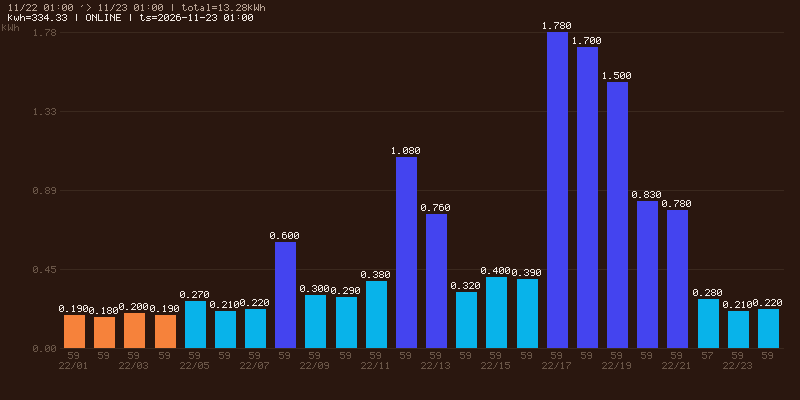 11/22 01:00 -> 11/23 01:00 | total=13.28kWh
Kwh=334.33 | ONLINE | ts=2026-11-23 01:00
kWh
1.78
1.33
0.89
0.45
0.00
0.190 0.180 0.200 0.190 0.270 0.210 0.220 0.600 0.300 0.290 0.380 1.080 0.760 0.320 0.400 0.390 1.780 1.700 1.500 0.830 0.780 0.280 0.210 0.220
59 59 59 59 59 59 59 59 59 59 59 59 59 59 59 59 59 59 59 59 59 57 59 59
22/01 22/03 22/05 22/07 22/09 22/11 22/13 22/15 22/17 22/19 22/21 22/23